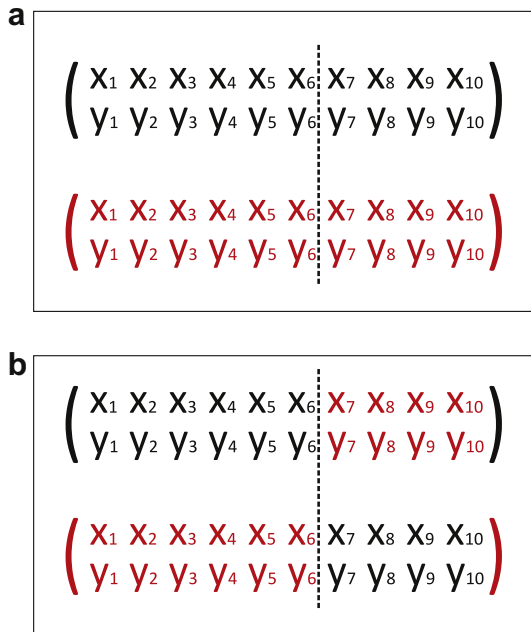 a
( x₁ x₂ x₃ x₄ x₅ x₆ x₇ x₈ x₉ x₁₀ )
y₁ y₂ y₃ y₄ y₅ y₆ y₇ y₈ y₉ y₁₀
( x₁ x₂ x₃ x₄ x₅ x₆ x₇ x₈ x₉ x₁₀ )
y₁ y₂ y₃ y₄ y₅ y₆ y₇ y₈ y₉ y₁₀
b
( x₁ x₂ x₃ x₄ x₅ x₆ x₇ x₈ x₉ x₁₀ )
y₁ y₂ y₃ y₄ y₅ y₆ y₇ y₈ y₉ y₁₀
( x₁ x₂ x₃ x₄ x₅ x₆ x₇ x₈ x₉ x₁₀ )
y₁ y₂ y₃ y₄ y₅ y₆ y₇ y₈ y₉ y₁₀